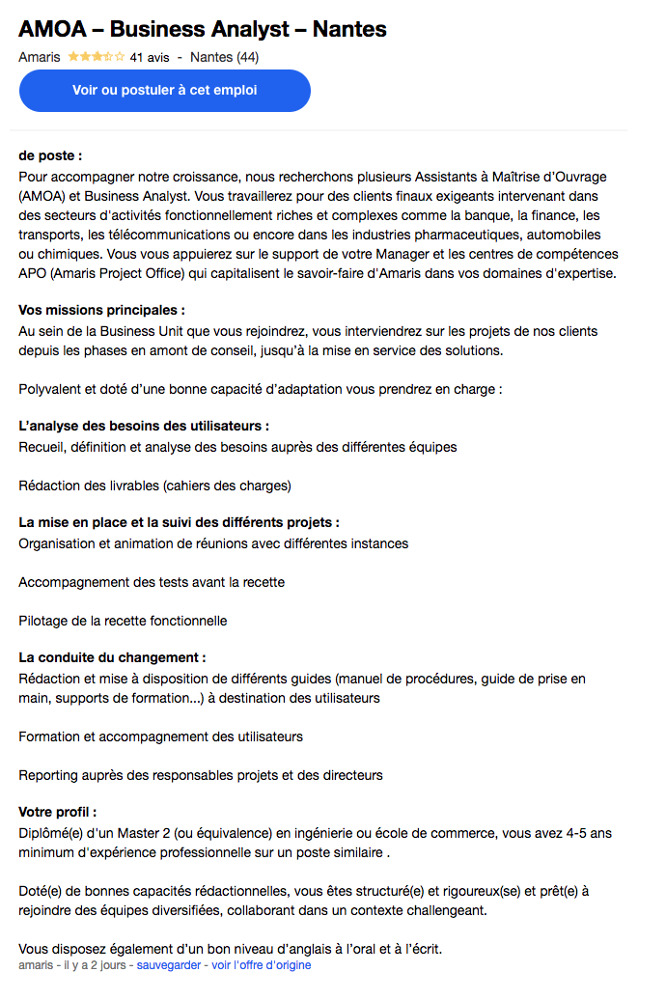 AMOA – Business Analyst – Nantes
Amaris 41 avis - Nantes (44)
Voir ou postuler à cet emploi
de poste :
Pour accompagner notre croissance, nous recherchons plusieurs Assistants à Maîtrise d’Ouvrage
(AMOA) et Business Analyst. Vous travaillerez pour des clients finaux exigeants intervenant dans
des secteurs d'activités fonctionnellement riches et complexes comme la banque, la finance, les
transports, les télécommunications ou encore dans les industries pharmaceutiques, automobiles
ou chimiques. Vous vous appuierez sur le support de votre Manager et les centres de compétences
APO (Amaris Project Office) qui capitalisent le savoir-faire d'Amaris dans vos domaines d'expertise.
Vos missions principales :
Au sein de la Business Unit que vous rejoindrez, vous interviendrez sur les projets de nos clients
depuis les phases en amont de conseil, jusqu’à la mise en service des solutions.
Polyvalent et doté d’une bonne capacité d’adaptation vous prendrez en charge :
L’analyse des besoins des utilisateurs :
Recueil, définition et analyse des besoins auprès des différentes équipes
Rédaction des livrables (cahiers des charges)
La mise en place et la suivi des différents projets :
Organisation et animation de réunions avec différentes instances
Accompagnement des tests avant la recette
Pilotage de la recette fonctionnelle
La conduite du changement :
Rédaction et mise à disposition de différents guides (manuel de procédures, guide de prise en
main, supports de formation...) à destination des utilisateurs
Formation et accompagnement des utilisateurs
Reporting auprès des responsables projets et des directeurs
Votre profil :
Diplômé(e) d'un Master 2 (ou équivalence) en ingénierie ou école de commerce, vous avez 4-5 ans
minimum d'expérience professionnelle sur un poste similaire .
Doté(e) de bonnes capacités rédactionnelles, vous êtes structuré(e) et rigoureux(se) et prêt(e) à
rejoindre des équipes diversifiées, collaborant dans un contexte challengeant.
Vous disposez également d’un bon niveau d’anglais à l’oral et à l’écrit.
amaris - il y a 2 jours - sauvegarder - voir l'offre d'origine